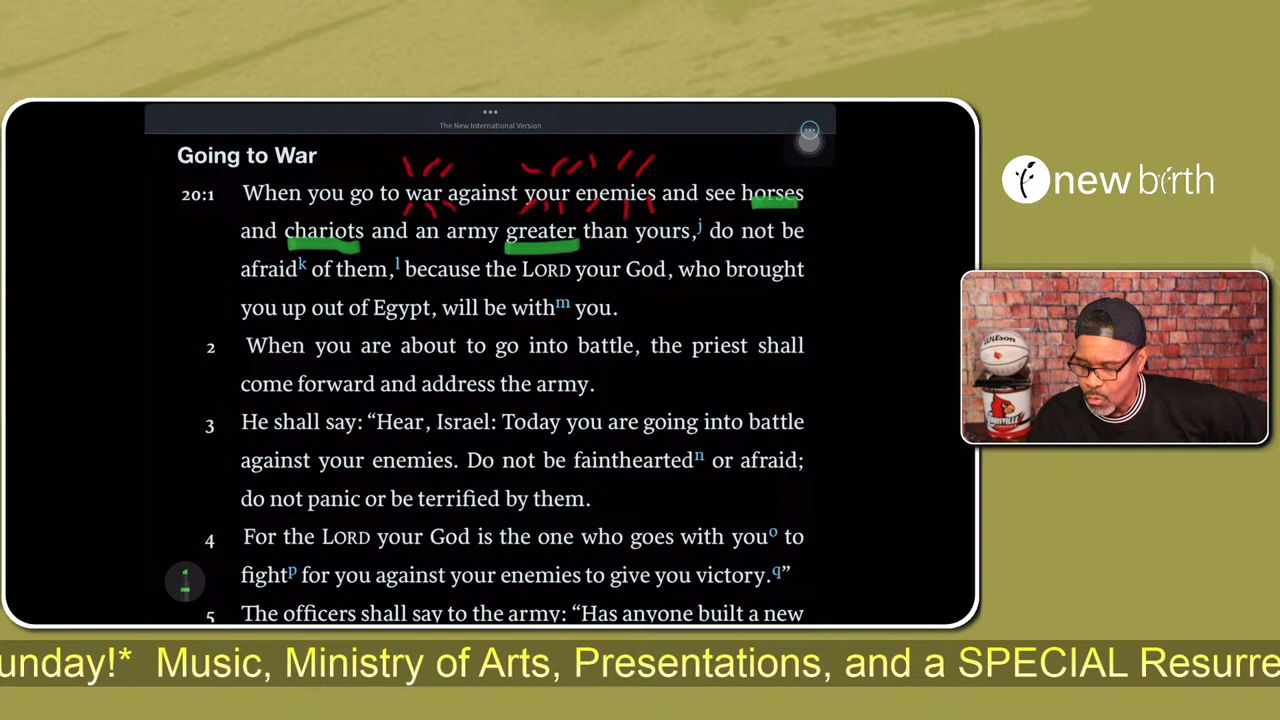 The New International Version
Going to War
20:1 When you go to war against your enemies and see horses
and chariots and an army greater than yours,j do not be
afraidk of them,l because the LORD your God, who brought
you up out of Egypt, will be withm you.
2 When you are about to go into battle, the priest shall
come forward and address the army.
3 He shall say: “Hear, Israel: Today you are going into battle
against your enemies. Do not be faintheartedn or afraid;
do not panic or be terrified by them.
4 For the LORD your God is the one who goes with youo to
fightp for you against your enemies to give you victory.q”
5 The officers shall say to the army: “Has anyone built a new
new birth
Wilson
unday!* Music, Ministry of Arts, Presentations, and a SPECIAL Resurre